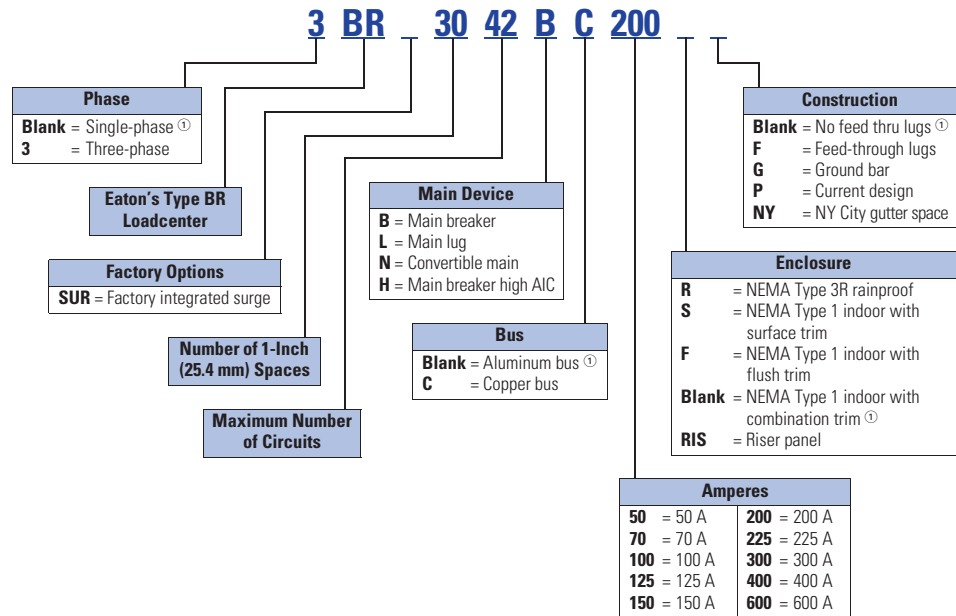 3 BR 30 42 B C 200
Phase
Blank = Single-phase ①
3 = Three-phase
Eaton's Type BR
Loadcenter
Factory Options
SUR = Factory integrated surge
Number of 1-Inch
(25.4 mm) Spaces
Maximum Number
of Circuits
Main Device
B = Main breaker
L = Main lug
N = Convertible main
H = Main breaker high AIC
Bus
Blank = Aluminum bus ①
C = Copper bus
Construction
Blank = No feed thru lugs ①
F = Feed-through lugs
G = Ground bar
P = Current design
NY = NY City gutter space
Enclosure
R = NEMA Type 3R rainproof
S = NEMA Type 1 indoor with
surface trim
F = NEMA Type 1 indoor with
flush trim
Blank = NEMA Type 1 indoor with
combination trim ①
RIS = Riser panel
Amperes
50 = 50 A
70 = 70 A
100 = 100 A
125 = 125 A
150 = 150 A
200 = 200 A
225 = 225 A
300 = 300 A
400 = 400 A
600 = 600 A